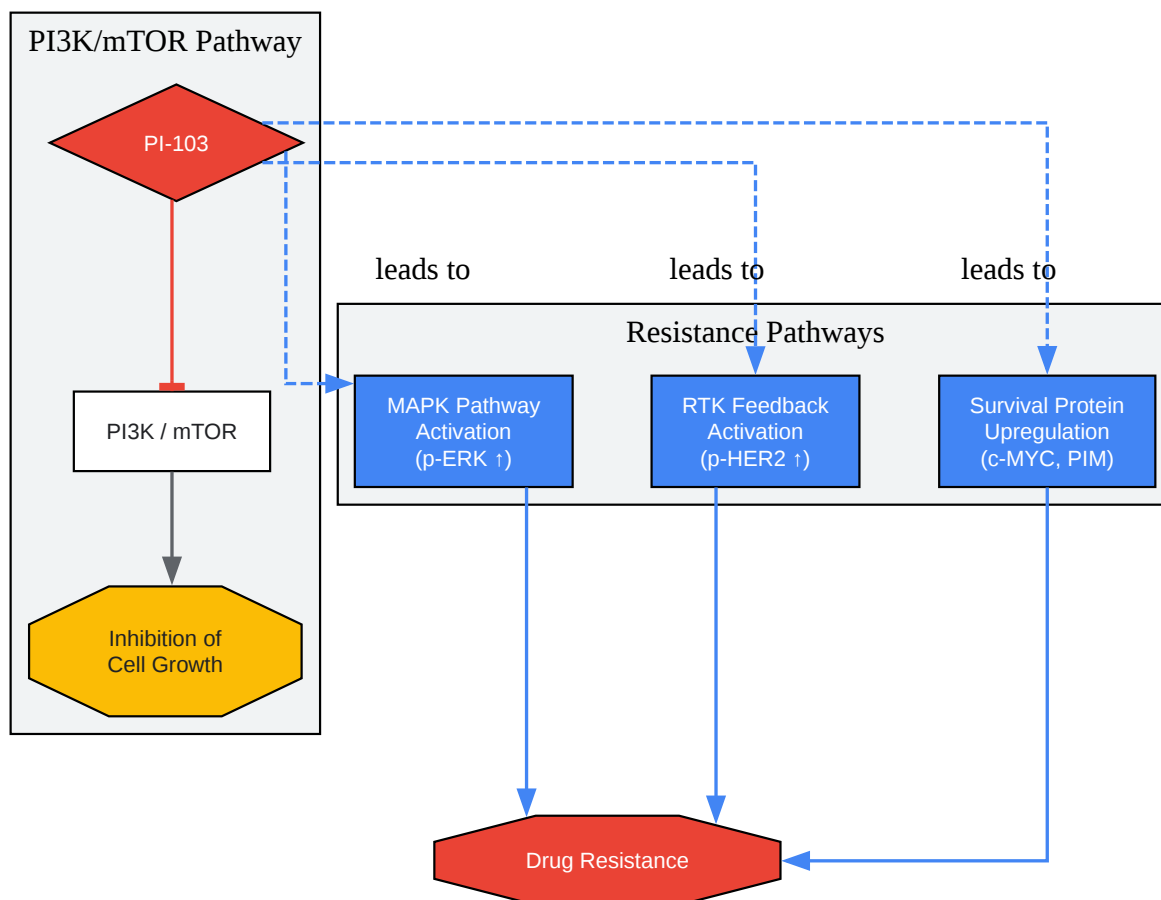 PI3K/mTOR Pathway
PI-103
leads to
leads to
leads to
Resistance Pathways
MAPK Pathway
Activation
(p-ERK ↑)
RTK Feedback
Activation
(p-HER2 ↑)
Survival Protein
Upregulation
(c-MYC, PIM)
PI3K / mTOR
Inhibition of
Cell Growth
Drug Resistance